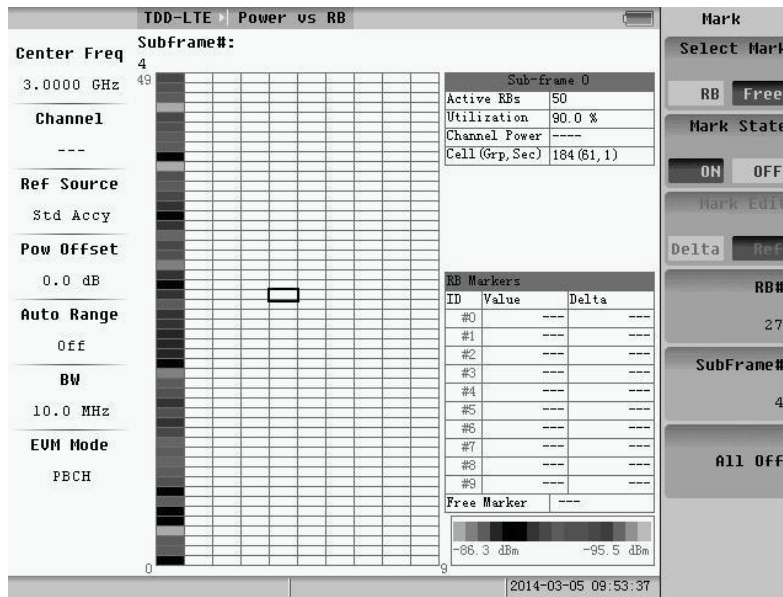 TDD-LTE Power vs RB
Mark
Center Freq
3.0000 GHz
Channel
---
Ref Source
Std Accy
Pow Offset
0.0 dB
Auto Range
Off
BW
10.0 MHz
EVM Mode
PBCH
Subframe#:
4
49
0
9
Sub-frame 0
Active RBs 50
Utilization 90.0 %
Channel Power ----
Cell(Grp,Sec) 184(61,1)
RB Markers
ID Value Delta
#0 --- ---
#1 --- ---
#2 --- ---
#3 --- ---
#4 --- ---
#5 --- ---
#6 --- ---
#7 --- ---
#8 --- ---
#9 --- ---
Free Marker ---
-86.3 dBm -95.5 dBm
2014-03-05 09:53:37
Select Mark
RB Free
Mark State
ON OFF
Mark Edit
Delta Ref
RB#
27
SubFrame#
4
All Off